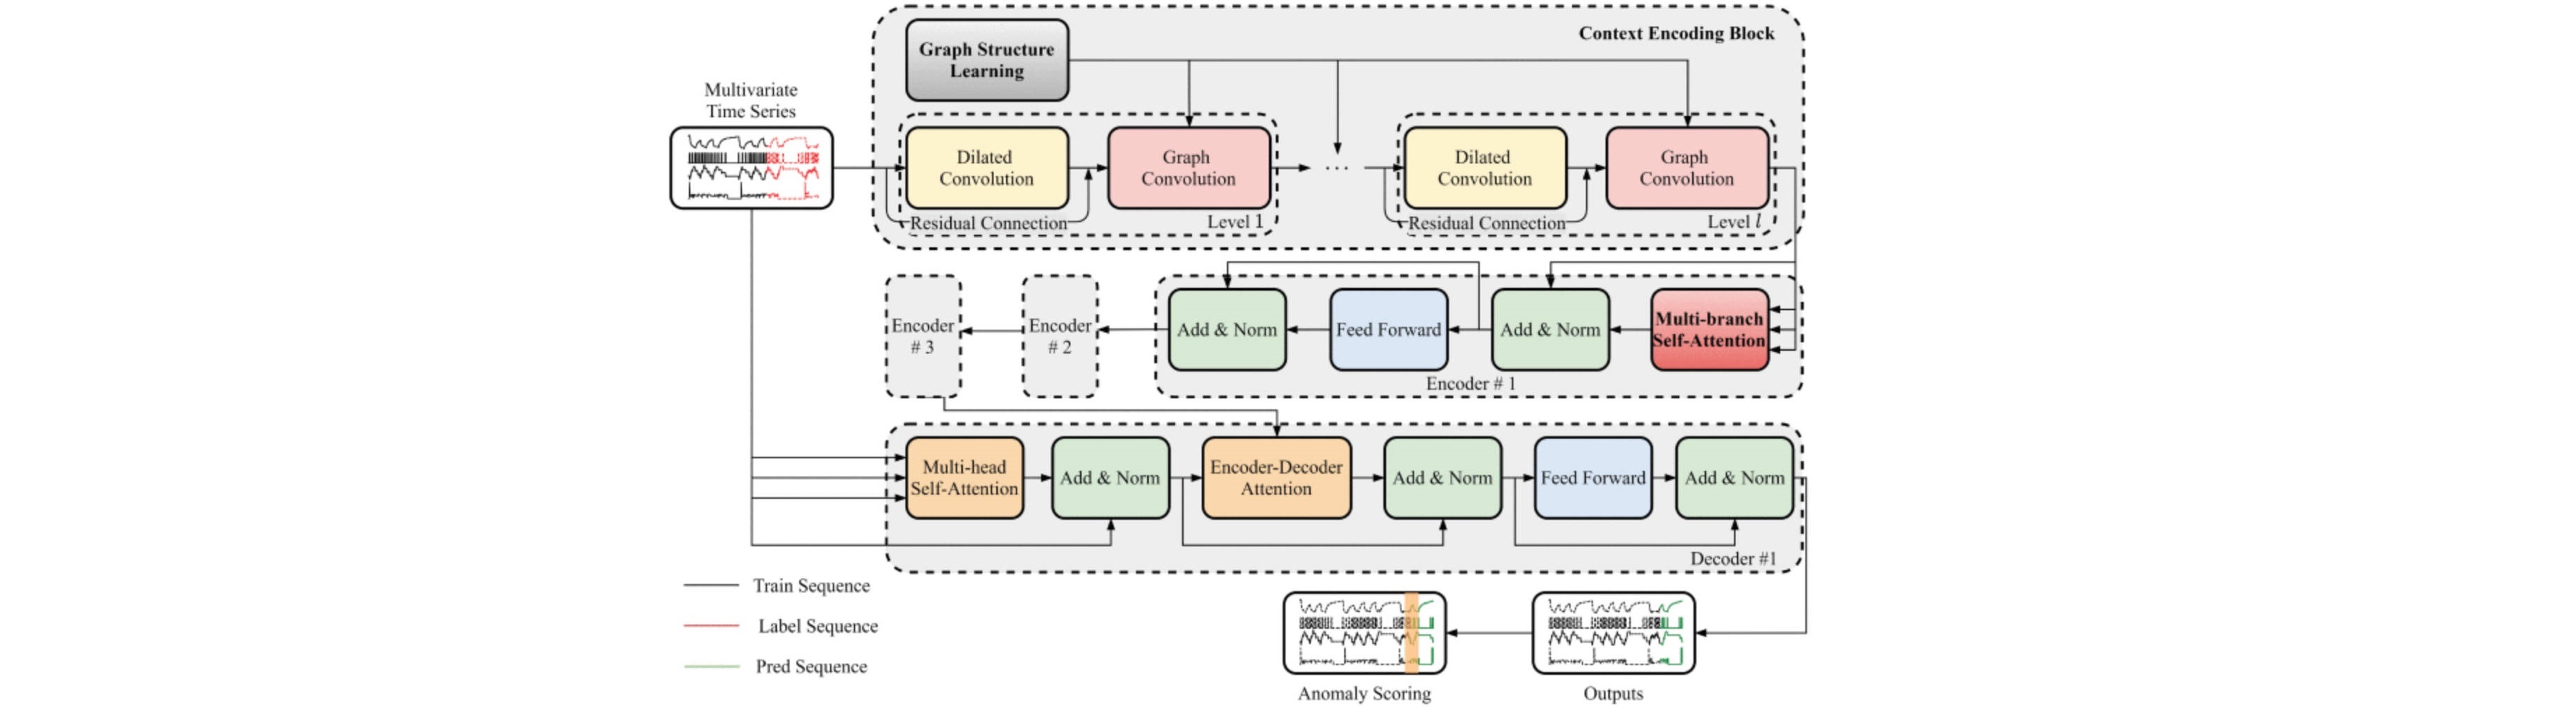 Context Encoding Block
Graph Structure
Learning
Multivariate
Time Series
Dilated
Convolution
Graph
Convolution
...
Dilated
Convolution
Graph
Convolution
Residual Connection
Level 1
Residual Connection
Level l
Encoder
# 3
Encoder
# 2
Add & Norm
Feed Forward
Add & Norm
Multi-branch
Self-Attention
Encoder # 1
Multi-head
Self-Attention
Add & Norm
Encoder-Decoder
Attention
Add & Norm
Feed Forward
Add & Norm
Decoder #1
Train Sequence
Label Sequence
Pred Sequence
Anomaly Scoring
Outputs